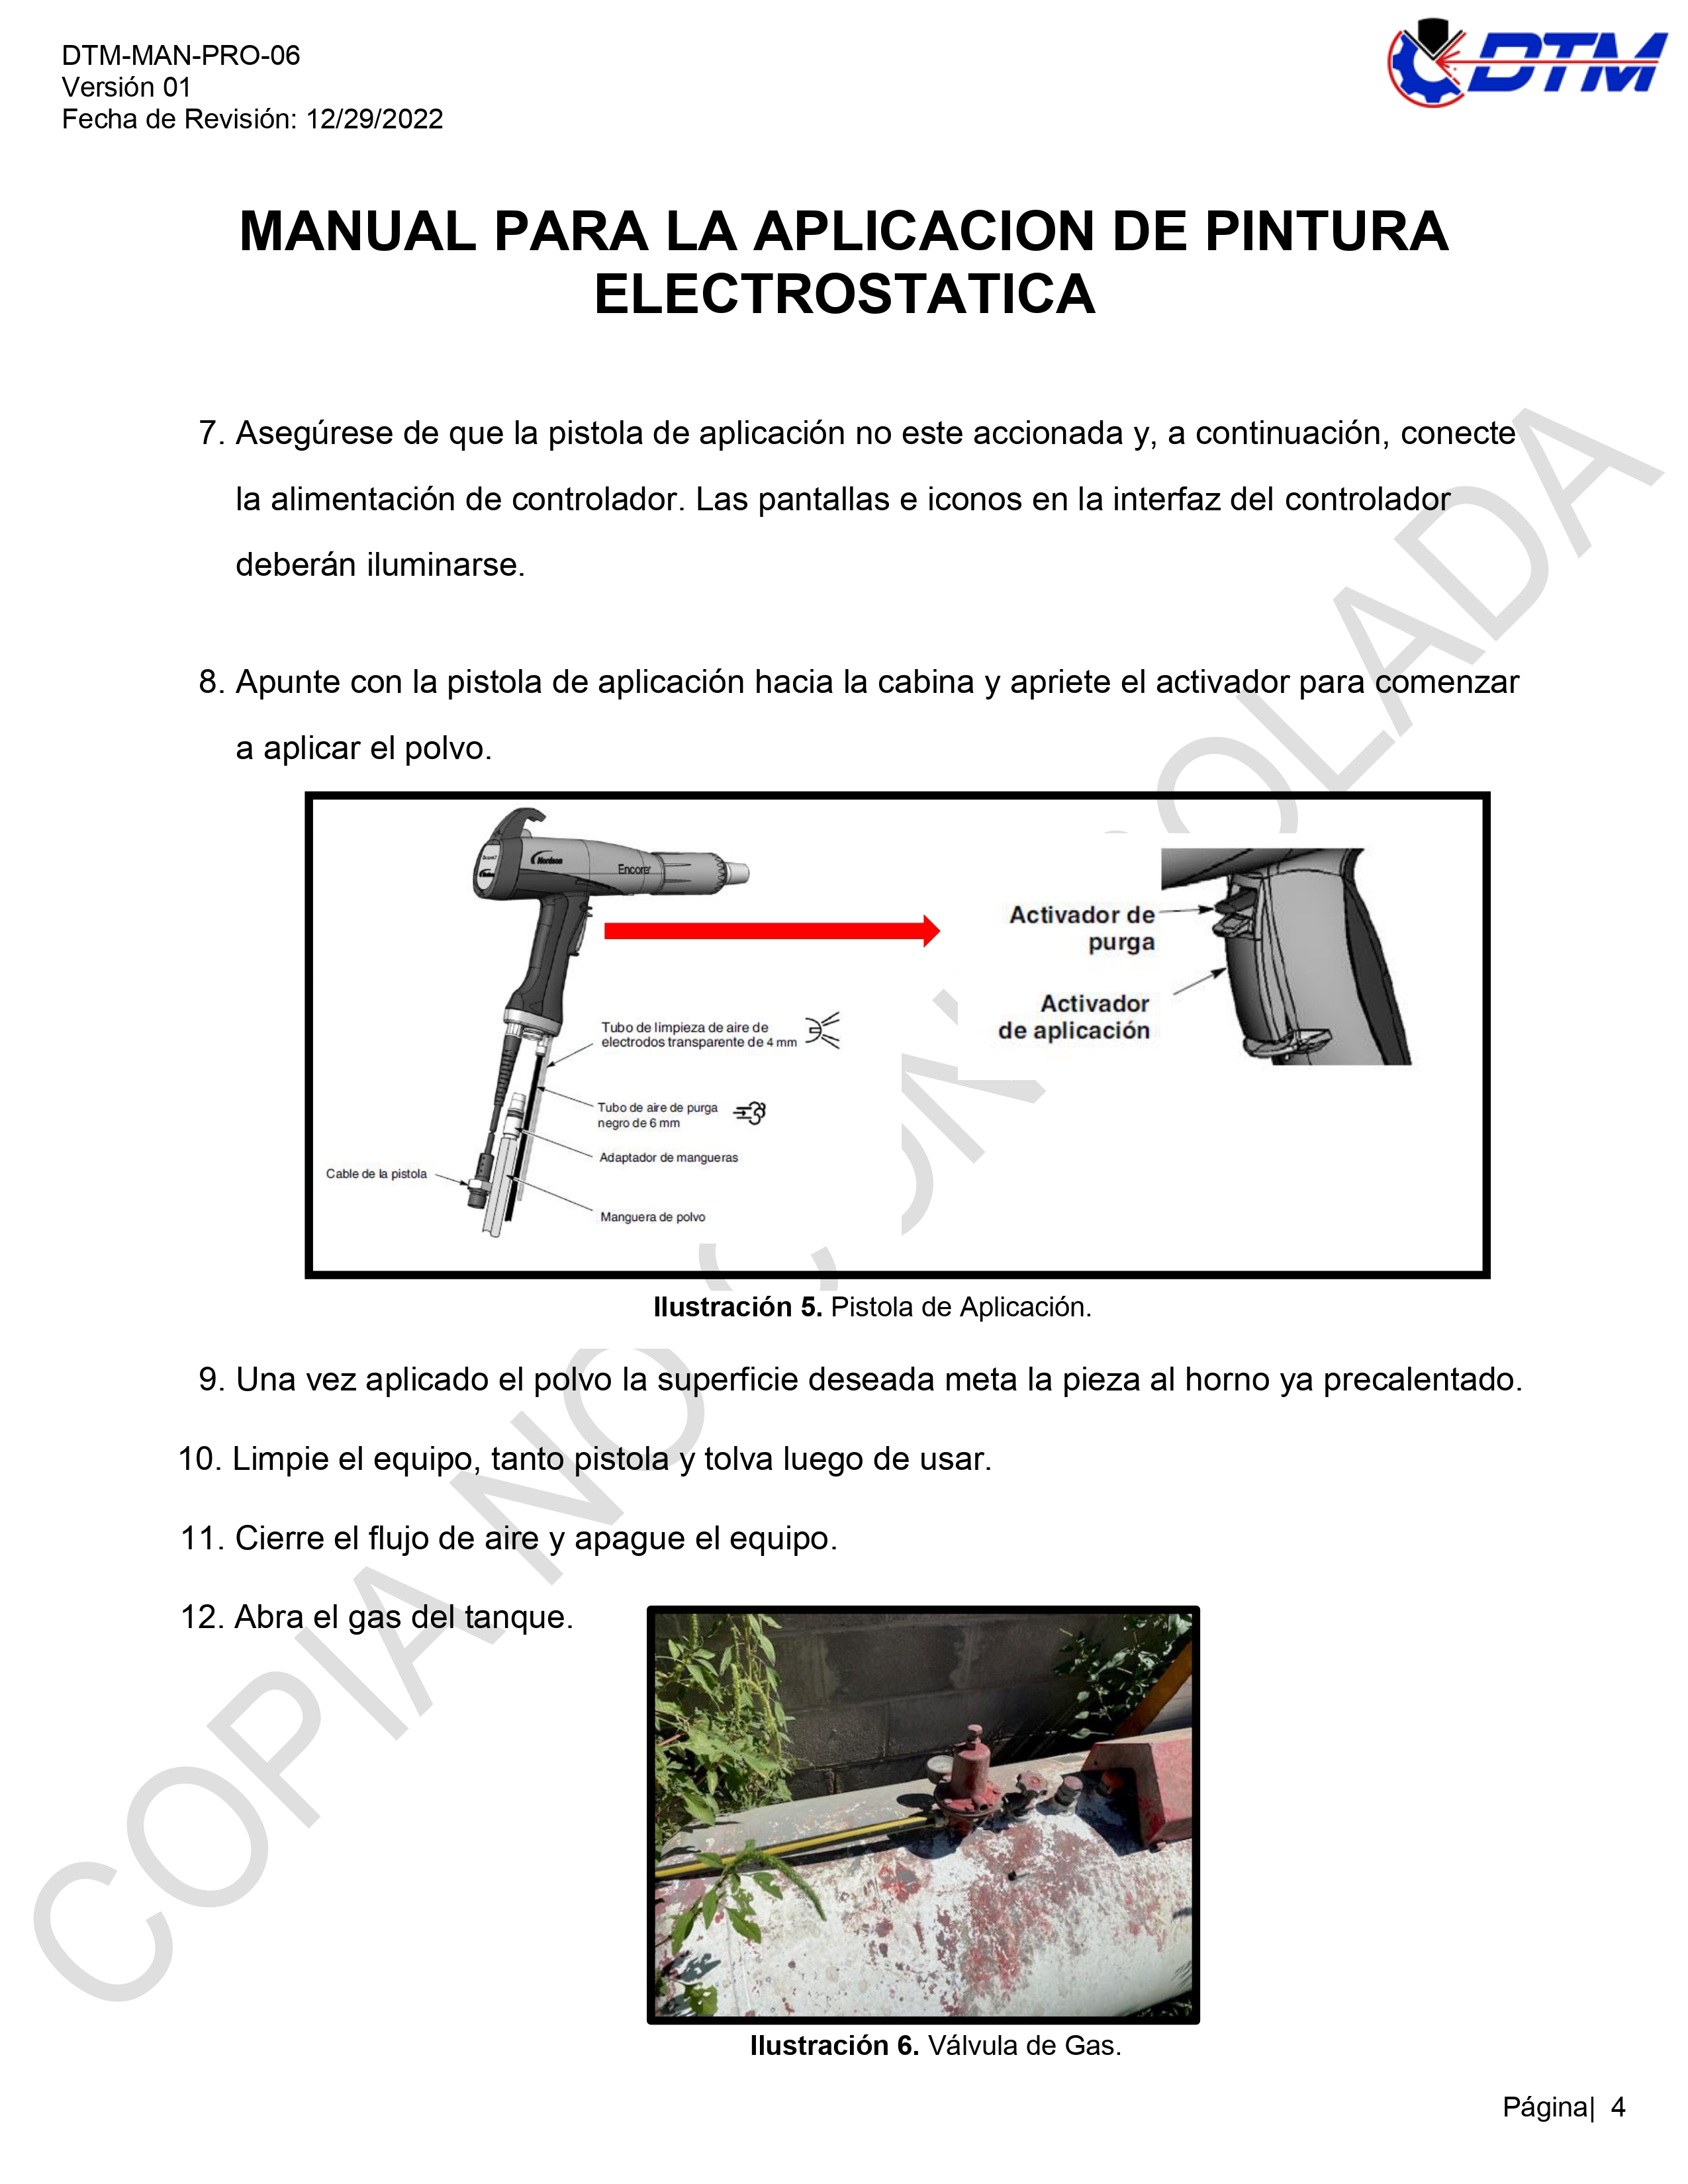 DTM-MAN-PRO-06
Versión 01
Fecha de Revisión: 12/29/2022
DTM
MANUAL PARA LA APLICACION DE PINTURA
ELECTROSTATICA
7. Asegúrese de que la pistola de aplicación no este accionada y, a continuación, conecte
la alimentación de controlador. Las pantallas e iconos en la interfaz del controlador
deberán iluminarse.
8. Apunte con la pistola de aplicación hacia la cabina y apriete el activador para comenzar
a aplicar el polvo.
Nordson
Encore
Activador de
purga
Activador
de aplicación
Tubo de limpieza de aire de
electrodos transparente de 4 mm
Tubo de aire de purga
negro de 6 mm
Adaptador de mangueras
Cable de la pistola
Manguera de polvo
Ilustración 5. Pistola de Aplicación.
9. Una vez aplicado el polvo la superficie deseada meta la pieza al horno ya precalentado.
10. Limpie el equipo, tanto pistola y tolva luego de usar.
11. Cierre el flujo de aire y apague el equipo.
12. Abra el gas del tanque.
Ilustración 6. Válvula de Gas.
Página| 4
COPIA NO